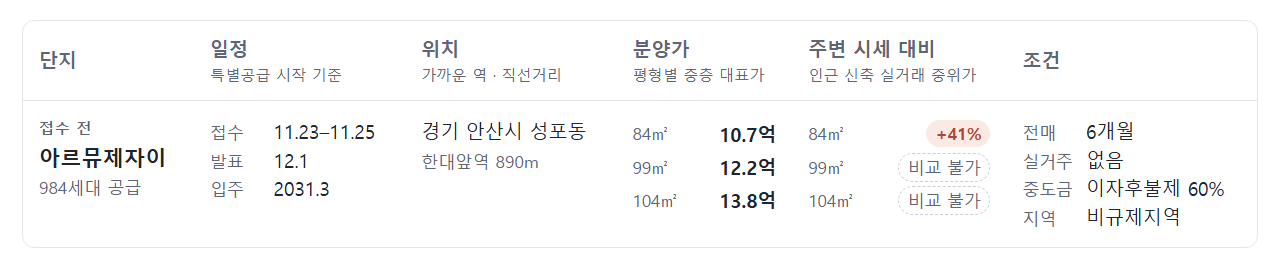 단지
일정
특별공급 시작 기준
위치
가까운 역 · 직선거리
분양가
평형별 중층 대표가
주변 시세 대비
인근 신축 실거래 중위가
조건
접수 전
아르뮤제자이
984세대 공급
접수 11.23–11.25
발표 12.1
입주 2031.3
경기 안산시 성포동
한대앞역 890m
84㎡ 10.7억
99㎡ 12.2억
104㎡ 13.8억
84㎡ +41%
99㎡ 비교 불가
104㎡ 비교 불가
전매 6개월
실거주 없음
중도금 이자후불제 60%
지역 비규제지역